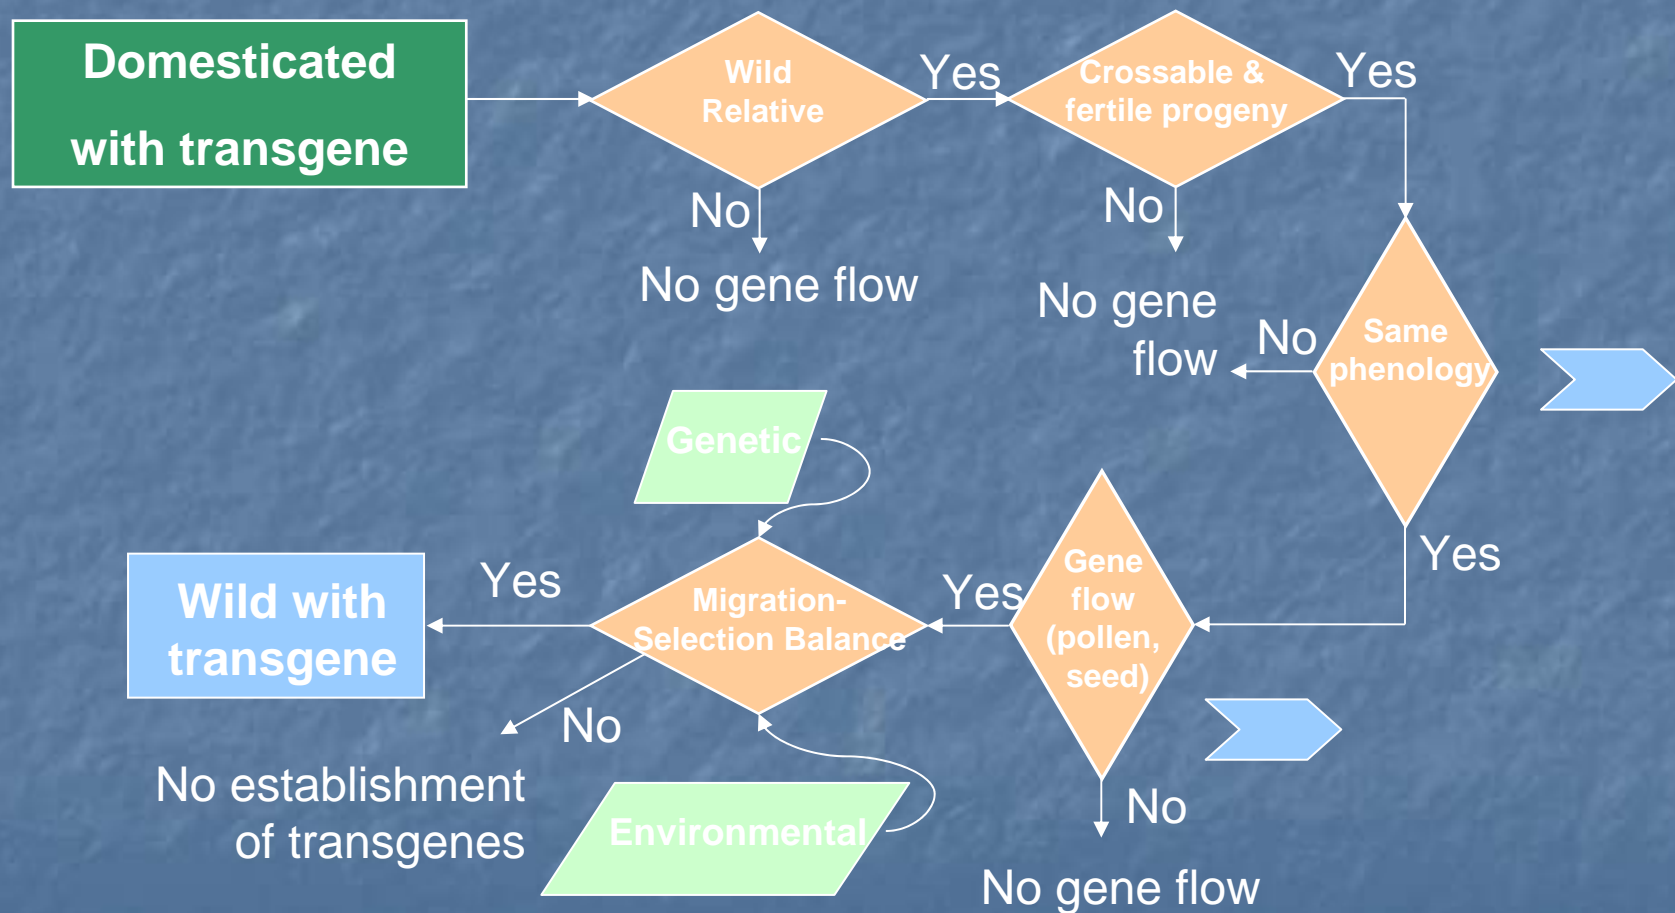 Domesticated
with transgene
Wild
Relative
Yes
Crossable &
fertile progeny
Yes
No
No gene flow
No
No gene
flow
No
Same
phenology
Yes
Genetic
Gene
flow
(pollen,
seed)
Yes
Migration-
Selection Balance
Yes
Wild with
transgene
No
No establishment
of transgenes
Environmental
No
No gene flow